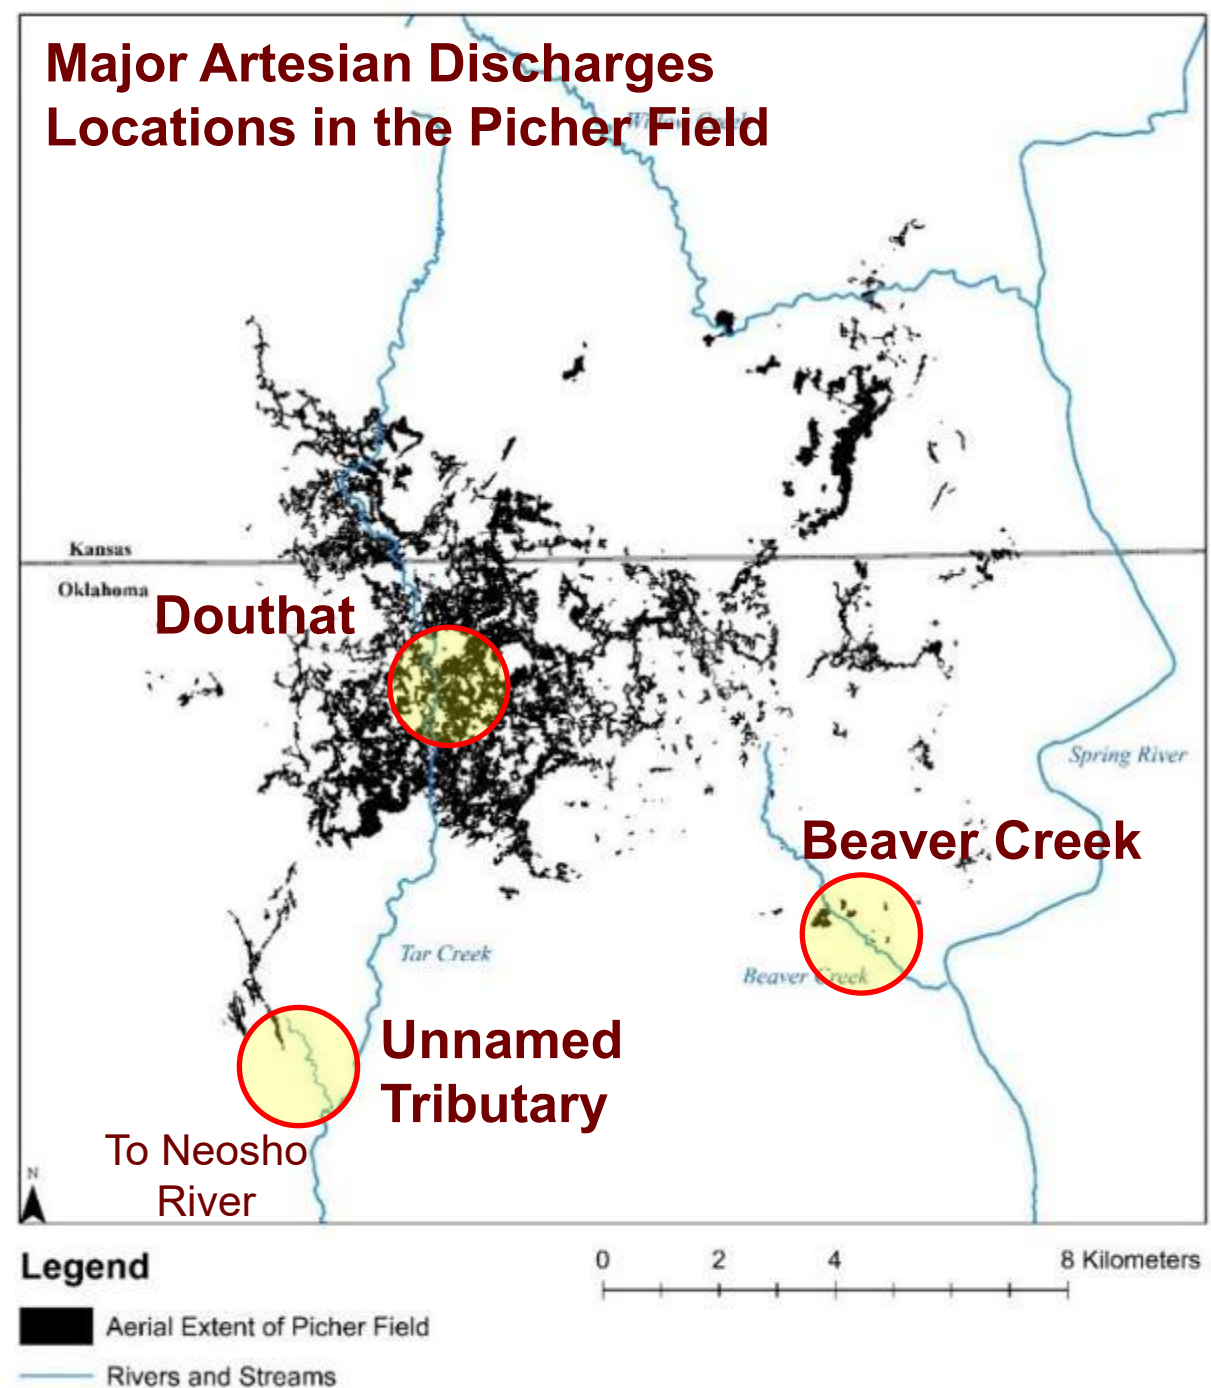 Major Artesian Discharges
Locations in the Picher Field
Willow Creek
Kansas
Oklahoma
Douthat
Spring River
Beaver Creek
Tar Creek
Beaver Creek
Unnamed
Tributary
To Neosho
River
N
Legend
0 2 4 8 Kilometers
Aerial Extent of Picher Field
Rivers and Streams